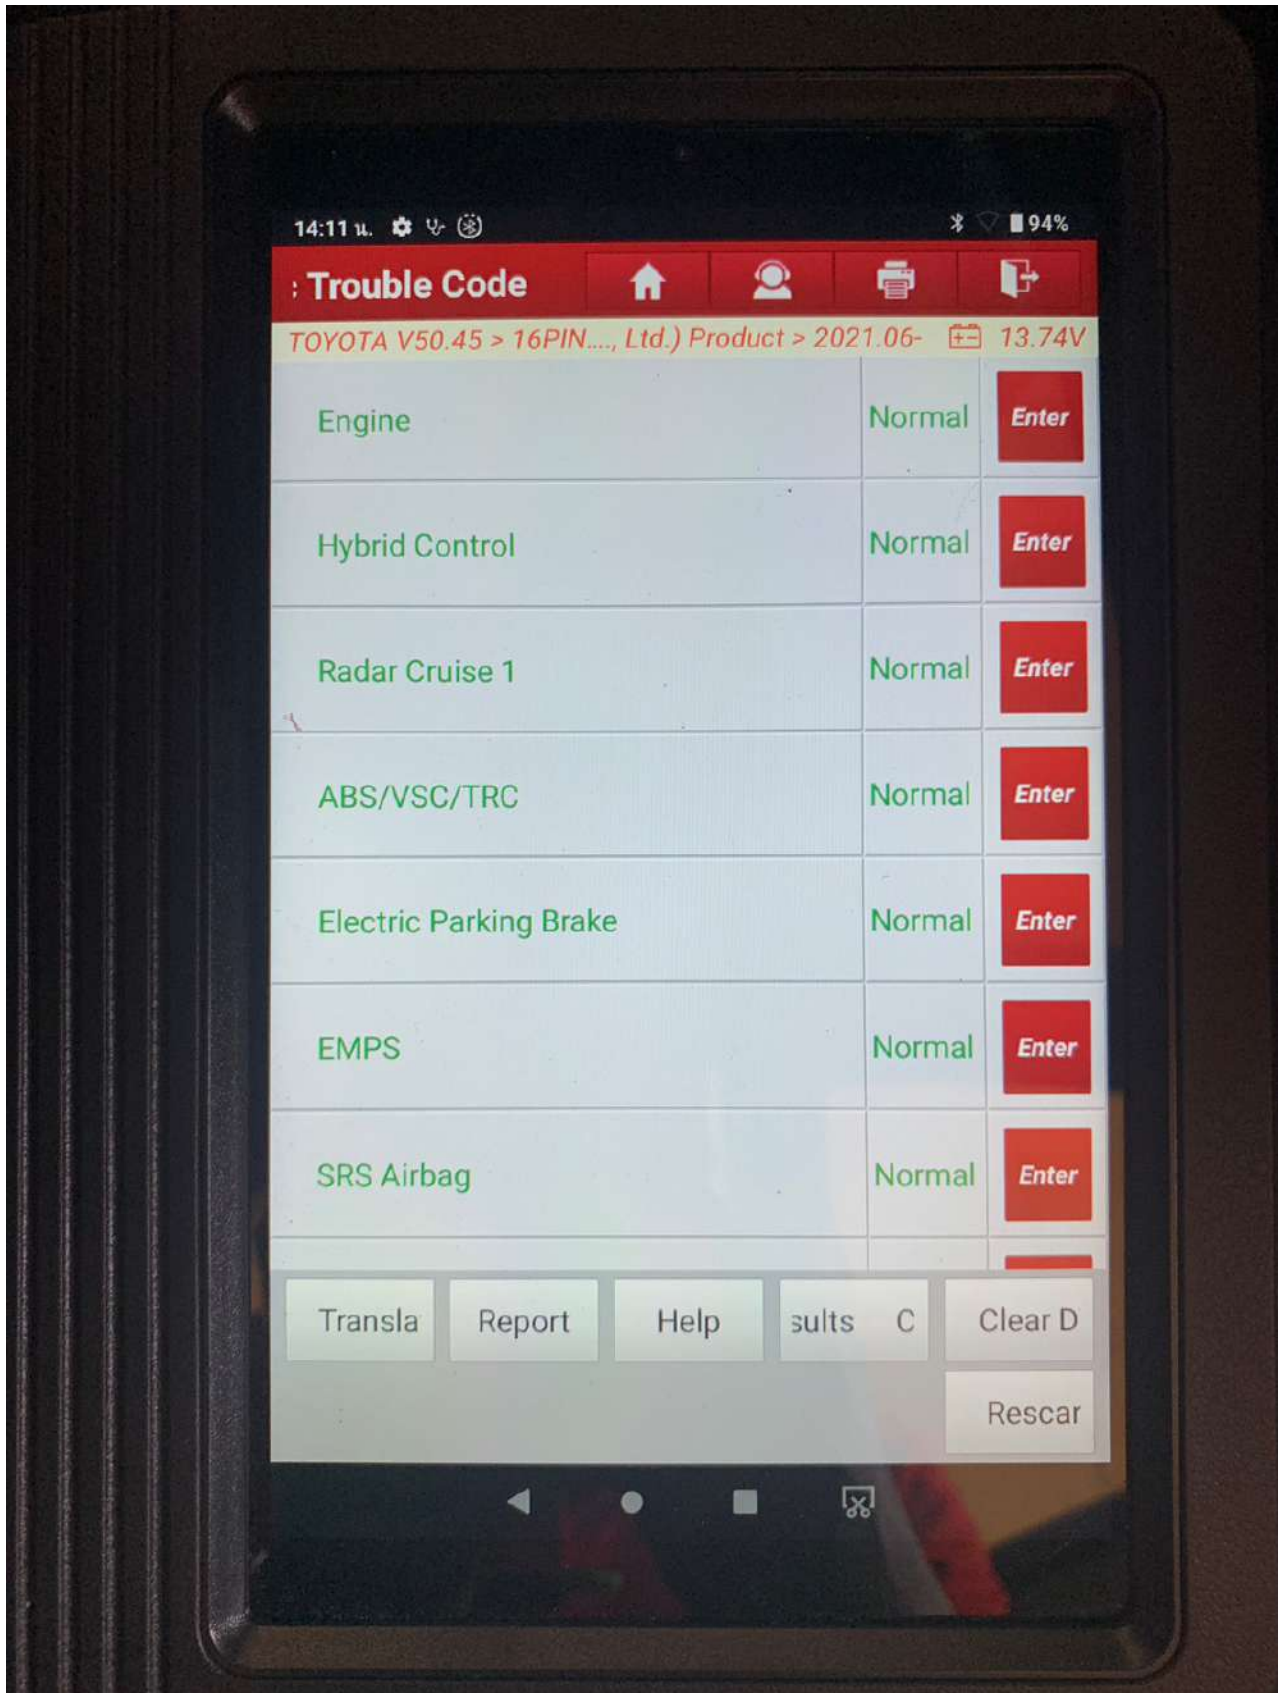 14:11 น. 94%
: Trouble Code
TOYOTA V50.45 > 16PIN...., Ltd.) Product > 2021.06- 13.74V
Engine Normal Enter
Hybrid Control Normal Enter
Radar Cruise 1 Normal Enter
ABS/VSC/TRC Normal Enter
Electric Parking Brake Normal Enter
EMPS Normal Enter
SRS Airbag Normal Enter
Transla Report Help sults C Clear D
Rescar